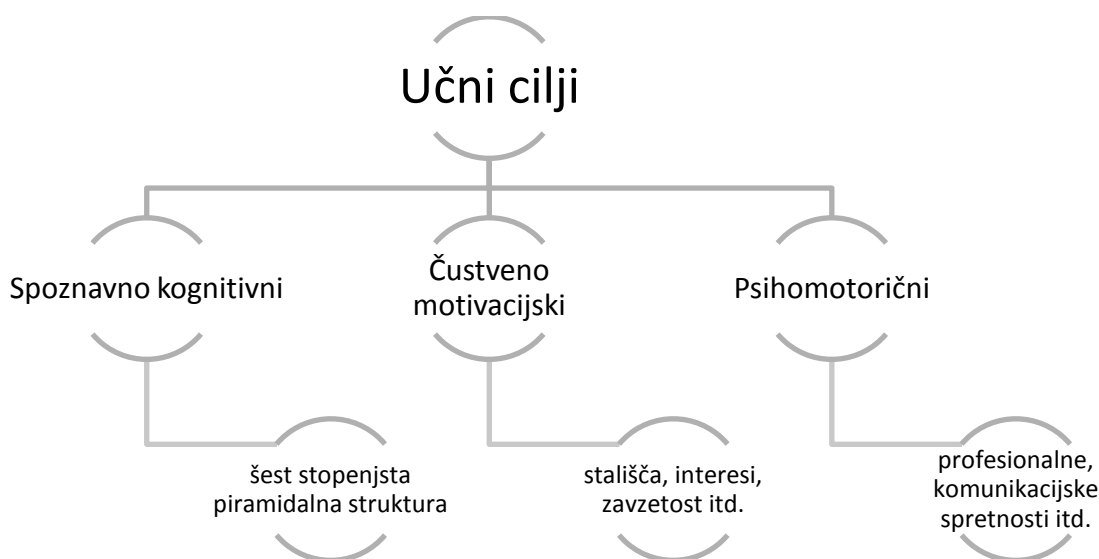 Učni cilji
Spoznavno kognitivni
Čustveno
motivacijski
Psihomotorični
šest stopenjsta
piramidalna struktura
stališča, interesi,
zavzetost itd.
profesionalne,
komunikacijske
spretnosti itd.